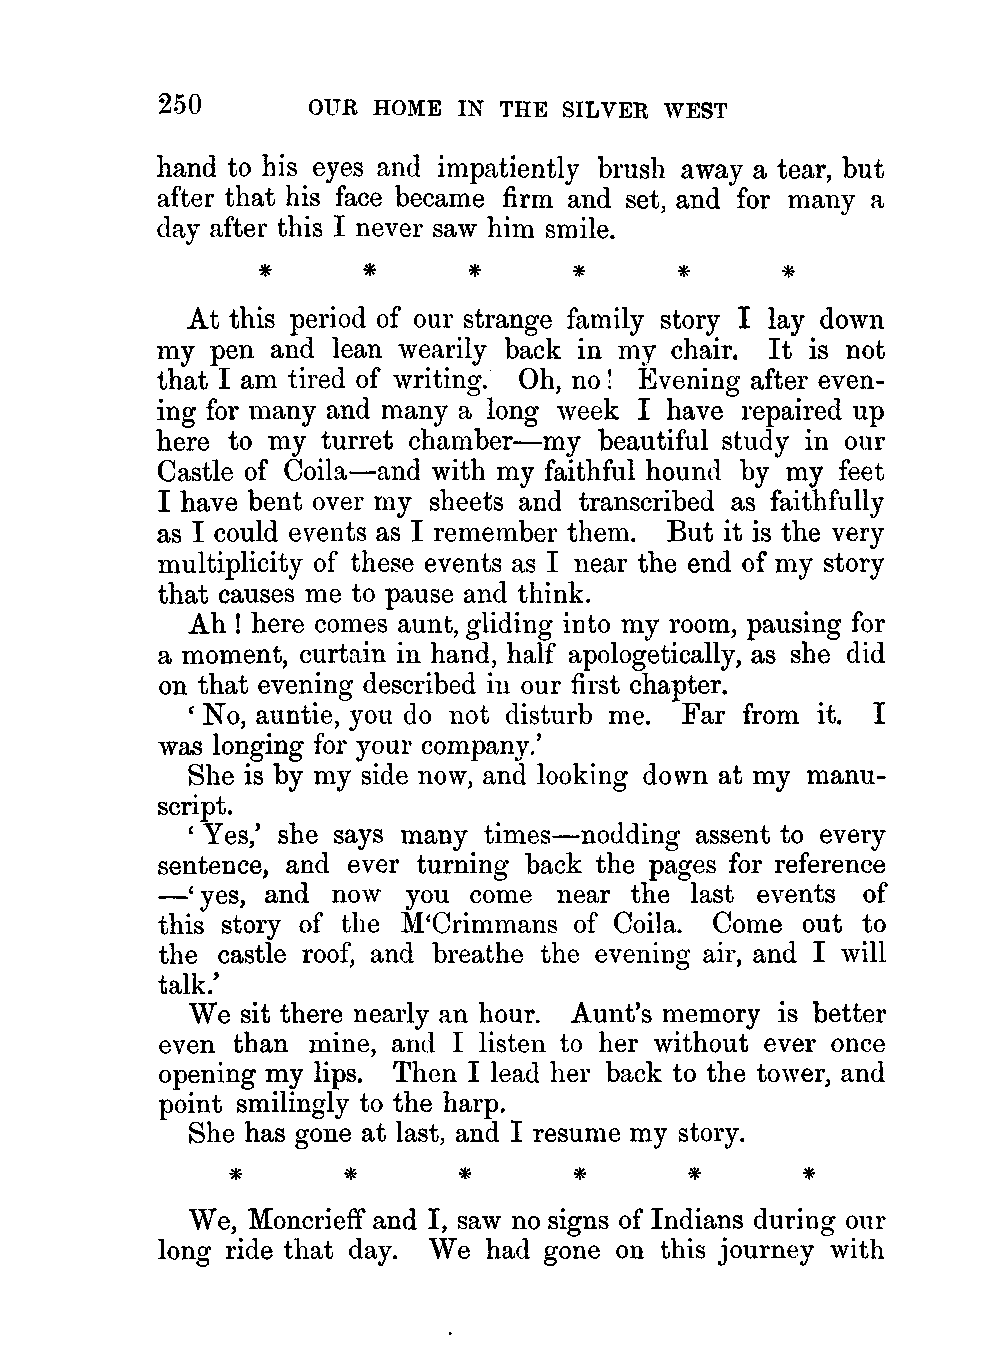 250 OUR HOME IN THE SILVER WEST
hand to his eyes and impatiently brush away a tear, but
after that his face became firm and set, and for many a
day after this I never saw him smile.
* * * * * *
At this period of our strange family story I lay down
my pen and lean wearily back in my chair. It is not
that I am tired of writing. Oh, no! Evening after even-
ing for many and many a long week I have repaired up
here to my turret chamber—my beautiful study in our
Castle of Coila—and with my faithful hound by my feet
I have bent over my sheets and transcribed as faithfully
as I could events as I remember them. But it is the very
multiplicity of these events as I near the end of my story
that causes me to pause and think.
Ah! here comes aunt, gliding into my room, pausing for
a moment, curtain in hand, half apologetically, as she did
on that evening described in our first chapter.
‘No, auntie, you do not disturb me. Far from it. I
was longing for your company.’
She is by my side now, and looking down at my manu-
script.
‘Yes,’ she says many times—nodding assent to every
sentence, and ever turning back the pages for reference
—‘yes, and now you come near the last events of
this story of the M‘Crimmans of Coila. Come out to
the castle roof, and breathe the evening air, and I will
talk.’
We sit there nearly an hour. Aunt's memory is better
even than mine, and I listen to her without ever once
opening my lips. Then I lead her back to the tower, and
point smilingly to the harp.
She has gone at last, and I resume my story.
* * * * * *
We, Moncrieff and I, saw no signs of Indians during our
long ride that day. We had gone on this journey with